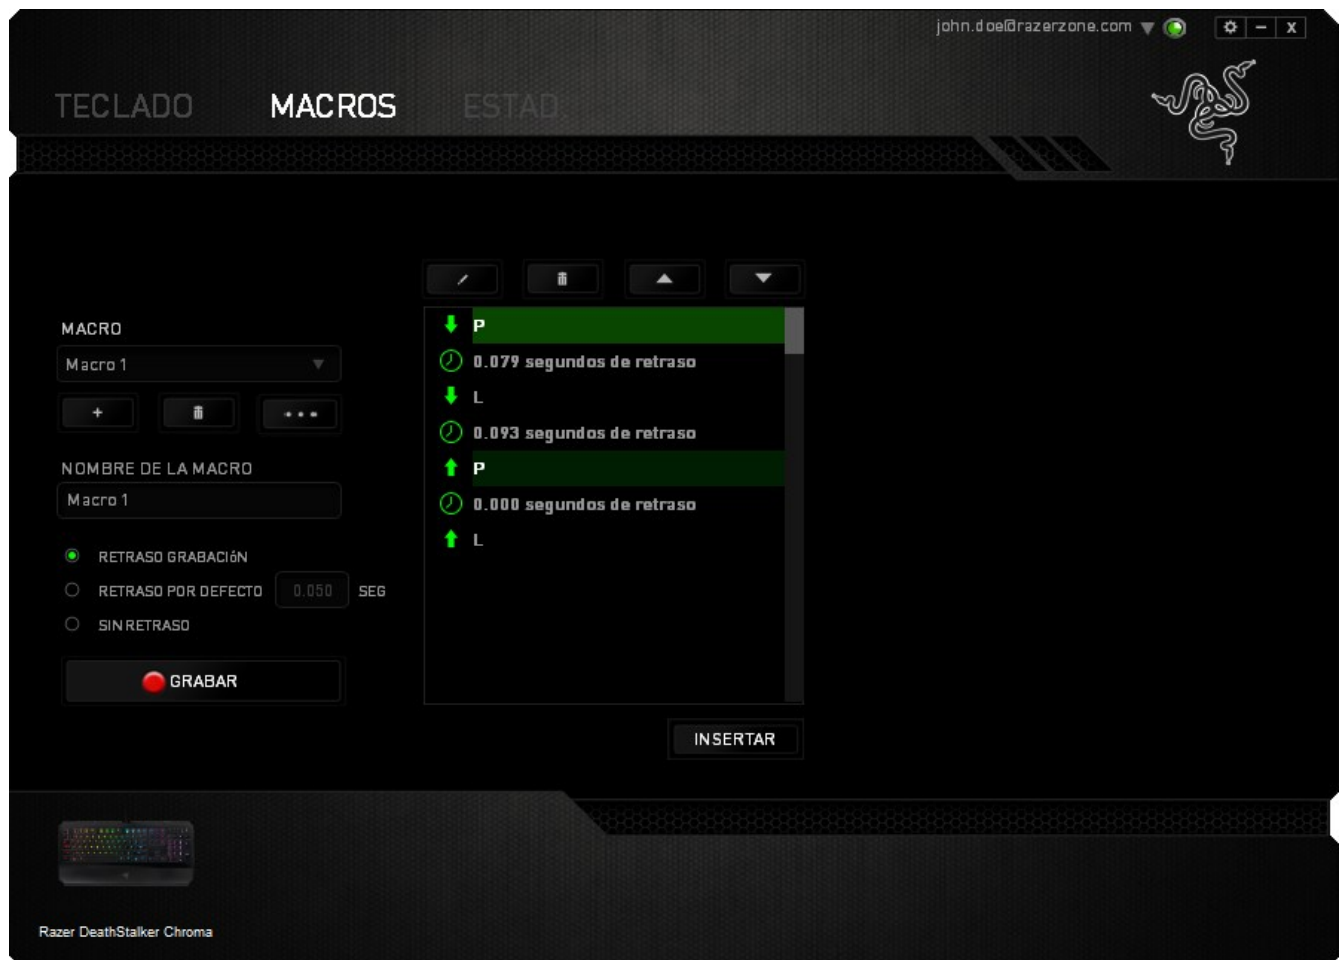 john.doe@razerzone.com
TECLADO MACROS ESTAD.
MACRO
Macro 1
NOMBRE DE LA MACRO
Macro 1
RETRASO GRABACIóN
RETRASO POR DEFECTO 0.050 SEG
SIN RETRASO
GRABAR
P
0.079 segundos de retraso
L
0.093 segundos de retraso
P
0.000 segundos de retraso
L
INSERTAR
Razer DeathStalker Chroma